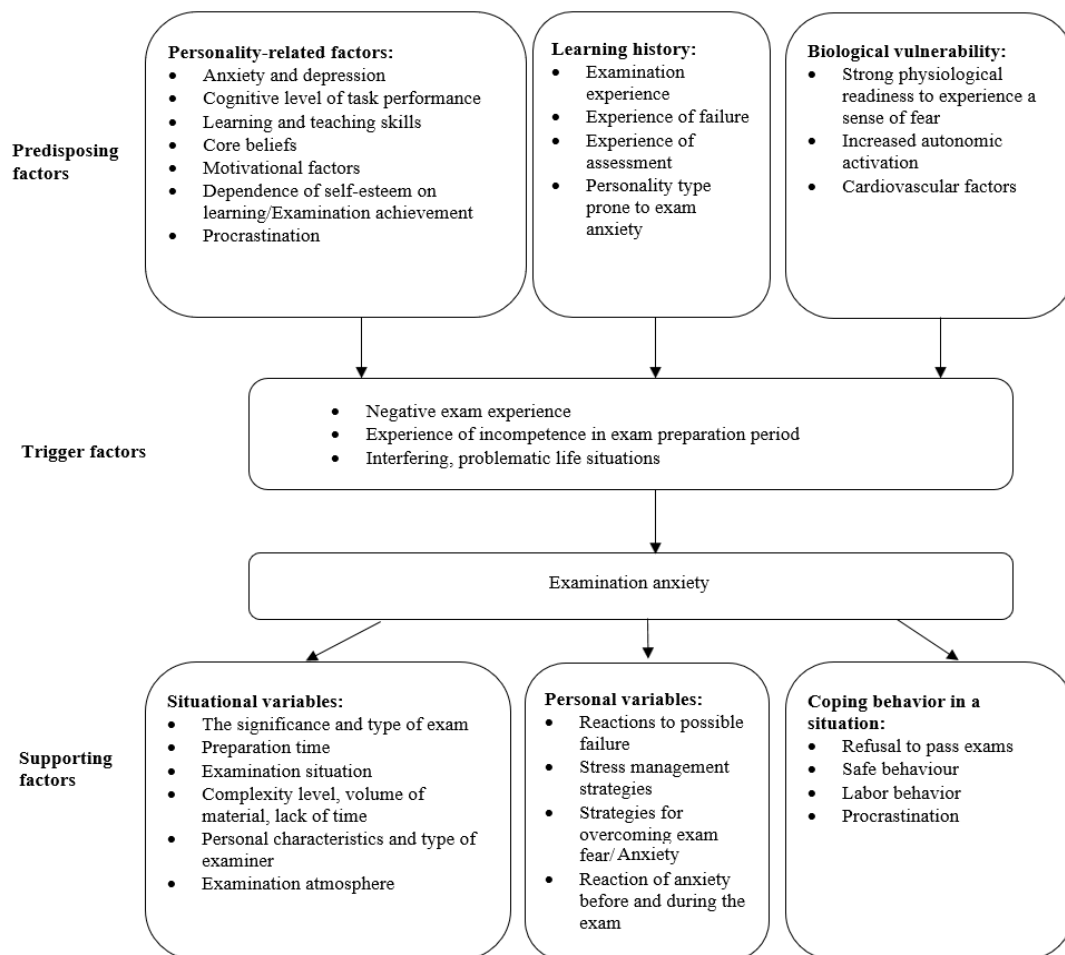 Predisposing
factors
Personality-related factors:
• Anxiety and depression
• Cognitive level of task performance
• Learning and teaching skills
• Core beliefs
• Motivational factors
• Dependence of self-esteem on
learning/Examination achievement
• Procrastination
Learning history:
• Examination
experience
• Experience of failure
• Experience of
assessment
• Personality type
prone to exam
anxiety
Biological vulnerability:
• Strong physiological
readiness to experience a
sense of fear
• Increased autonomic
activation
• Cardiovascular factors
Trigger factors
• Negative exam experience
• Experience of incompetence in exam preparation period
• Interfering, problematic life situations
Examination anxiety
Supporting
factors
Situational variables:
• The significance and type of exam
• Preparation time
• Examination situation
• Complexity level, volume of
material, lack of time
• Personal characteristics and type of
examiner
• Examination atmosphere
Personal variables:
• Reactions to possible
failure
• Stress management
strategies
• Strategies for
overcoming exam
fear/ Anxiety
• Reaction of anxiety
before and during the
exam
Coping behavior in a
situation:
• Refusal to pass exams
• Safe behaviour
• Labor behavior
• Procrastination